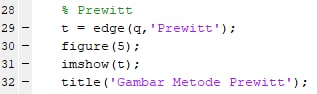 28 % Prewitt
29 - t = edge(q,'Prewitt');
30 - figure(5);
31 - imshow(t);
32 - title('Gambar Metode Prewitt');